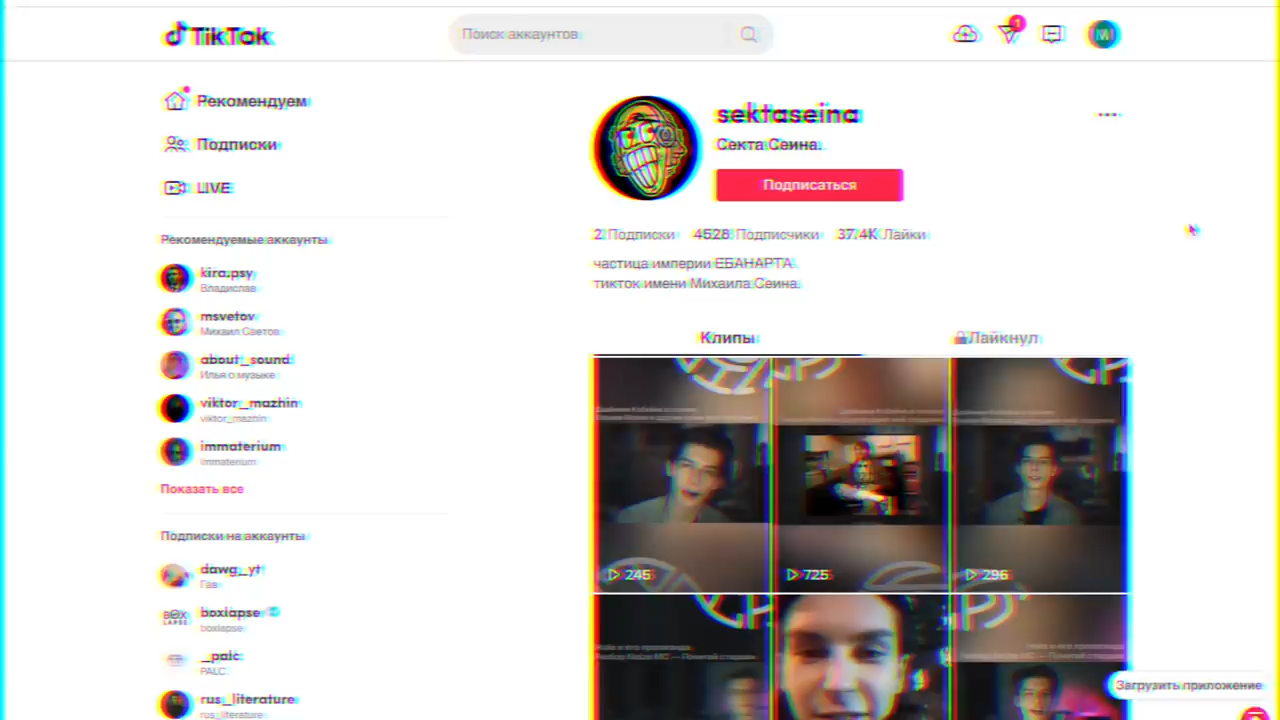 TikTok
Поиск аккаунтов
1
M
Рекомендуем
Подписки
LIVE
Рекомендуемые аккаунты
kira.psy
Владислав
msvetov
Михаил Светов
about_sound
Илья о музыке
viktor_mazhin
viktor_mazhin
immaterium
immaterium
Показать все
Подписки на аккаунты
dawg_yt
Гав
boxlapse
boxlapse
_palc
PALC
rus_literature
rus_literature
sektaseina
Секта Сеина.
Подписаться
2 Подписки 4528 Подписчики 37.4K Лайки
частица империи ЕБАНАРТА.
тикток имени Михаила Сеина.
Клипы
Лайкнул
245
725
296
Загрузить приложение